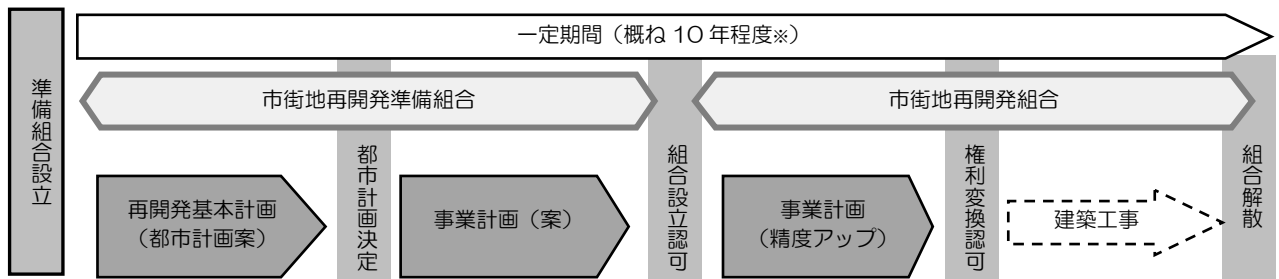 準備組合設立
一定期間（概ね 10 年程度※）
市街地再開発準備組合
市街地再開発組合
再開発基本計画
（都市計画案）
都市計画決定
事業計画（案）
組合設立認可
事業計画
（精度アップ）
権利変換認可
建築工事
組合解散